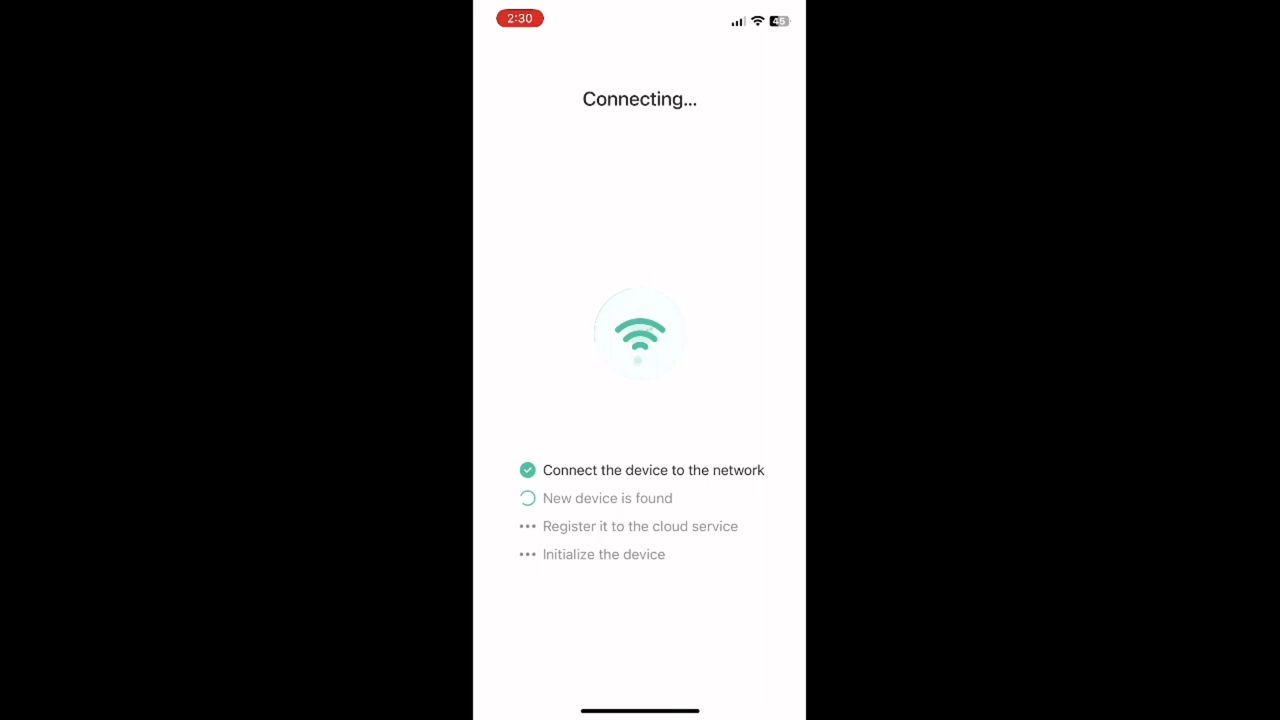 2:30
45
Connecting...
Connect the device to the network
New device is found
Register it to the cloud service
Initialize the device